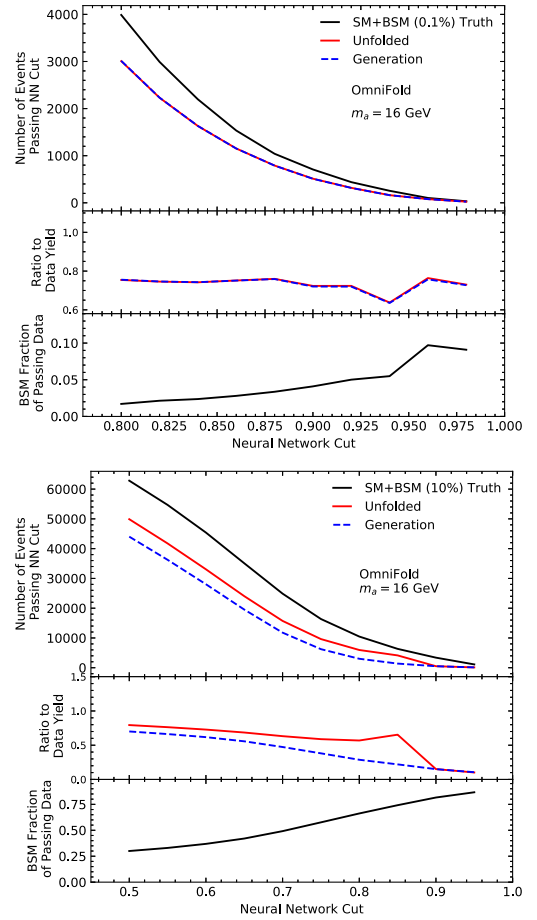 Number of Events
Passing NN Cut
4000
3000
2000
1000
0
SM+BSM (0.1%) Truth
Unfolded
Generation
OmniFold
mₐ = 16 GeV
Ratio to
Data Yield
1.0
0.8
0.6
BSM Fraction
of Passing Data
0.10
0.05
0.00
0.800 0.825 0.850 0.875 0.900 0.925 0.950 0.975 1.000
Neural Network Cut
Number of Events
Passing NN Cut
60000
50000
40000
30000
20000
10000
0
SM+BSM (10%) Truth
Unfolded
Generation
OmniFold
mₐ = 16 GeV
Ratio to
Data Yield
1.5
1.0
0.5
0.0
BSM Fraction
of Passing Data
0.75
0.50
0.25
0.00
0.5 0.6 0.7 0.8 0.9 1.0
Neural Network Cut